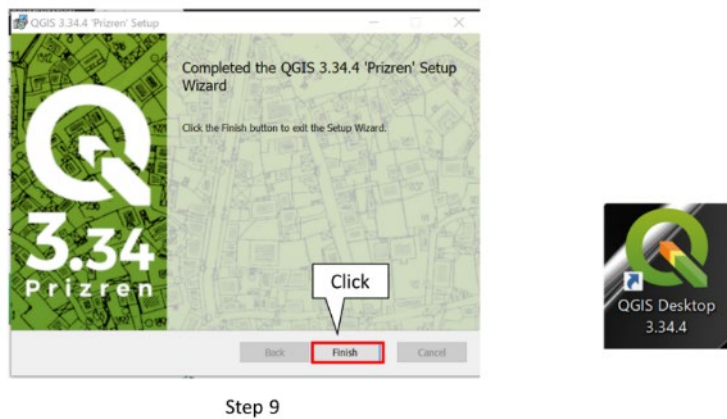 QGIS 3.34.4 'Prizren' Setup
Completed the QGIS 3.34.4 'Prizren' Setup
Wizard
Click the Finish button to exit the Setup Wizard.
3.34
Prizren
Click
Back
Finish
Cancel
QGIS Desktop
3.34.4
Step 9